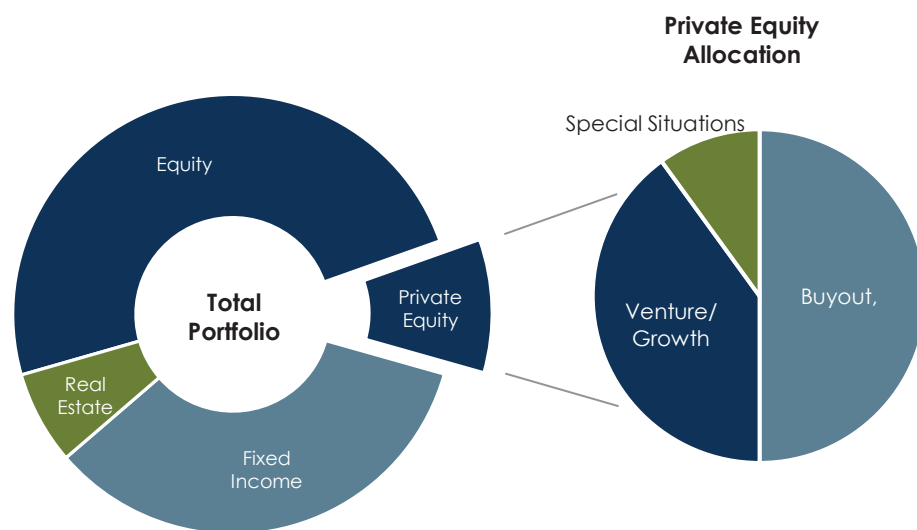 Private Equity
Allocation
Special Situations
Equity
Total
Portfolio
Private
Equity
Venture/
Growth
Buyout,
Real
Estate
Fixed
Income